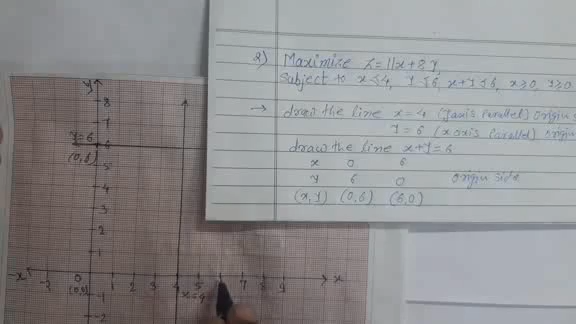 2) Maximize Z = 11x + 8y,
Subject to x ≤ 4, y ≤ 6, x+y ≤ 6, x ≥ 0, y ≥ 0
→ draw the line x = 4 (y axis parallel) origin
y = 6 (x axis parallel) origin
draw the line x+y = 6
x 0 6
y 6 0 origin side
(x, y) (0, 6) (6, 0)
y
8
7
y=6
6
(0,6)
5
4
3
2
1
-x -2 0 1 2 3 4 5 6 7 8 9 x
(0,0)
-1
x=4
-2